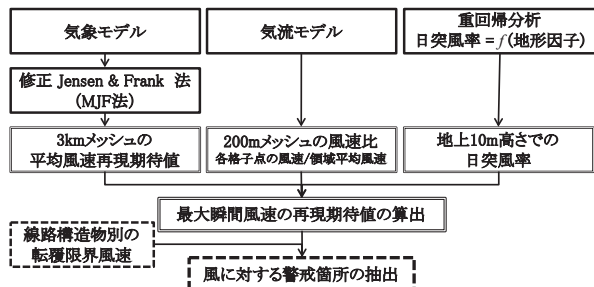 気象モデル
気流モデル
重回帰分析
日突風率 = f(地形因子)
修正 Jensen & Frank 法
(MJF法)
3kmメッシュの
平均風速再現期待値
200mメッシュの風速比
各格子点の風速/領域平均風速
地上10m高さでの
日突風率
最大瞬間風速の再現期待値の算出
線路構造物別の
転覆限界風速
風に対する警戒箇所の抽出